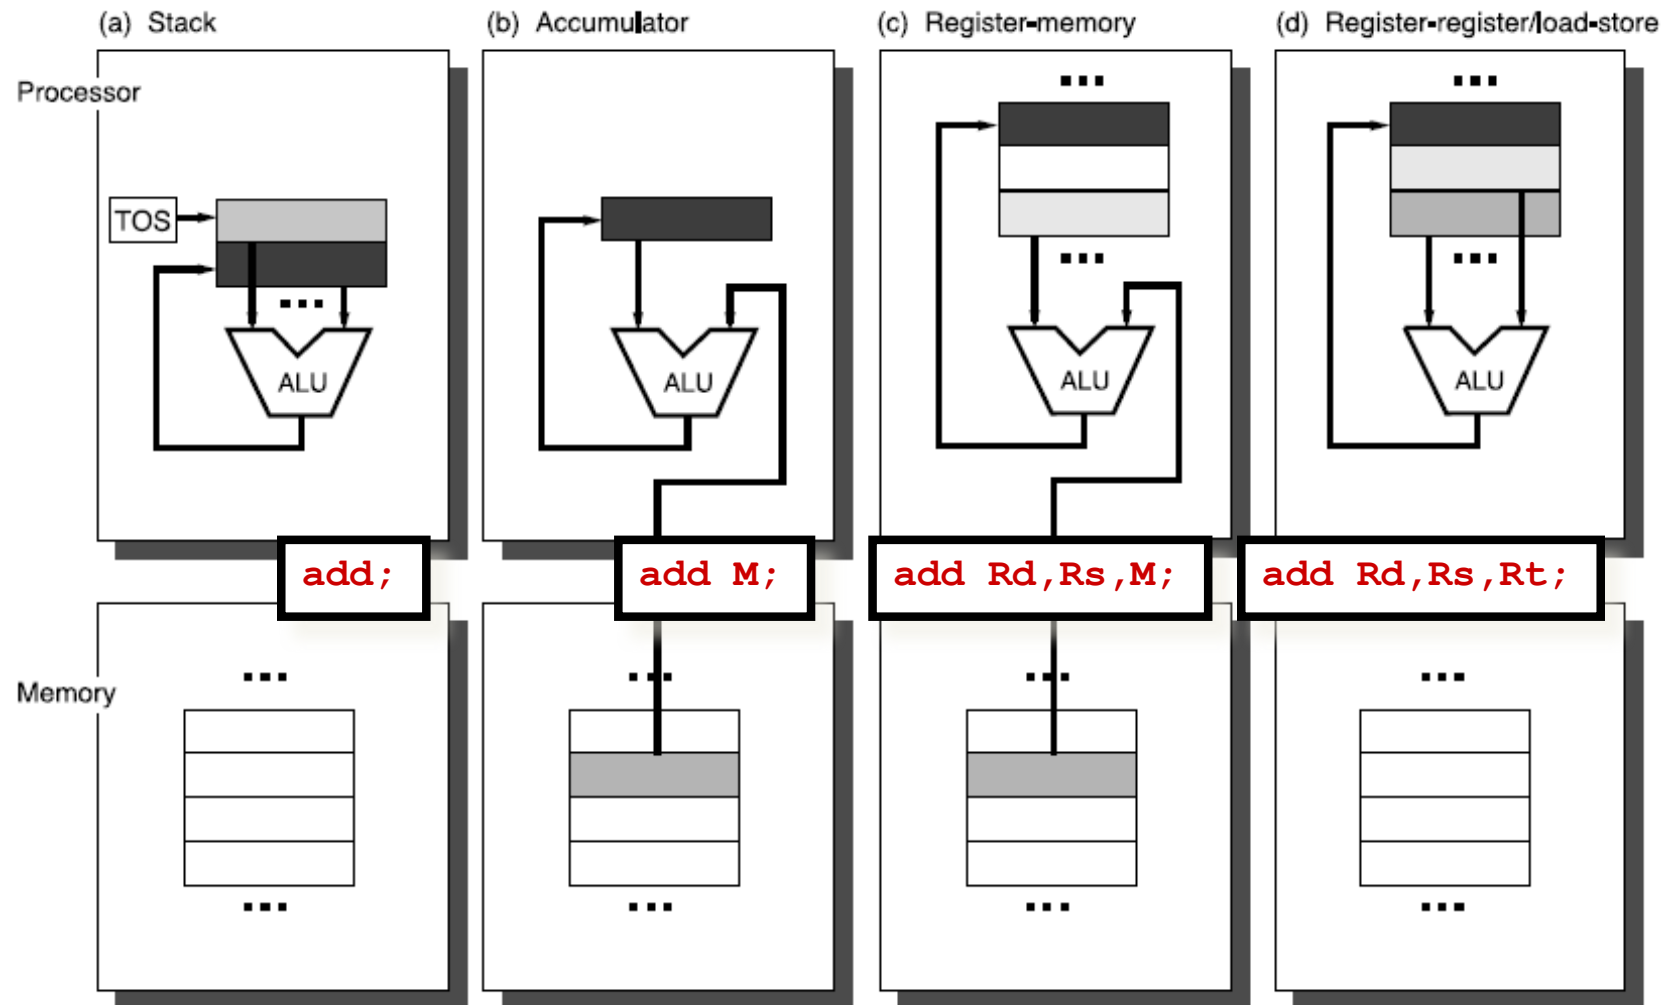 (a) Stack
(b) Accumulator
(c) Register-memory
(d) Register-register/load-store
Processor
TOS
ALU
ALU
ALU
ALU
add;
add M;
add Rd,Rs,M;
add Rd,Rs,Rt;
Memory